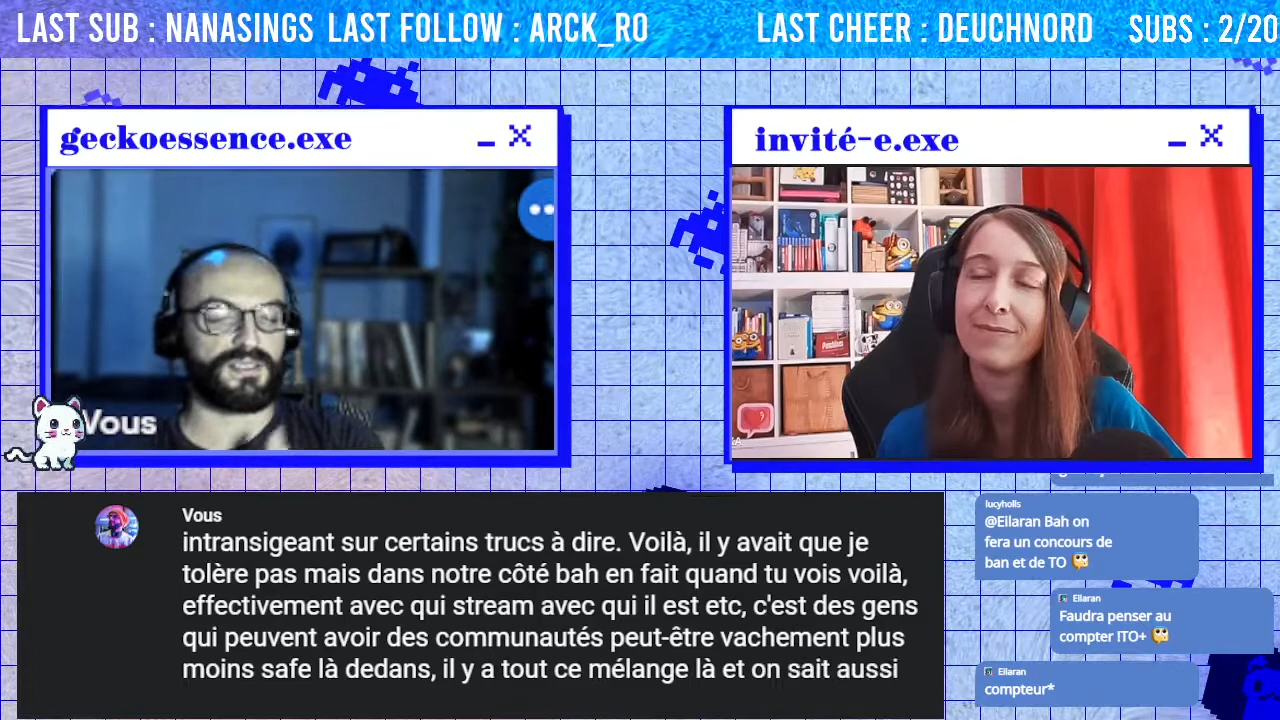 LAST SUB : NANASINGS LAST FOLLOW : ARCK_RO LAST CHEER : DEUCHNORD SUBS : 2/20
geckoessence.exe
invité-e.exe
Vous
Vous
intransigeant sur certains trucs à dire. Voilà, il y avait que je
tolère pas mais dans notre côté bah en fait quand tu vois voilà,
effectivement avec qui stream avec qui il est etc, c'est des gens
qui peuvent avoir des communautés peut-être vachement plus
moins safe là dedans, il y a tout ce mélange là et on sait aussi
lucyholls
@Eilaran Bah on
fera un concours de
ban et de TO
Eilaran
Faudra penser au
compter ITO+
Eilaran
compteur*